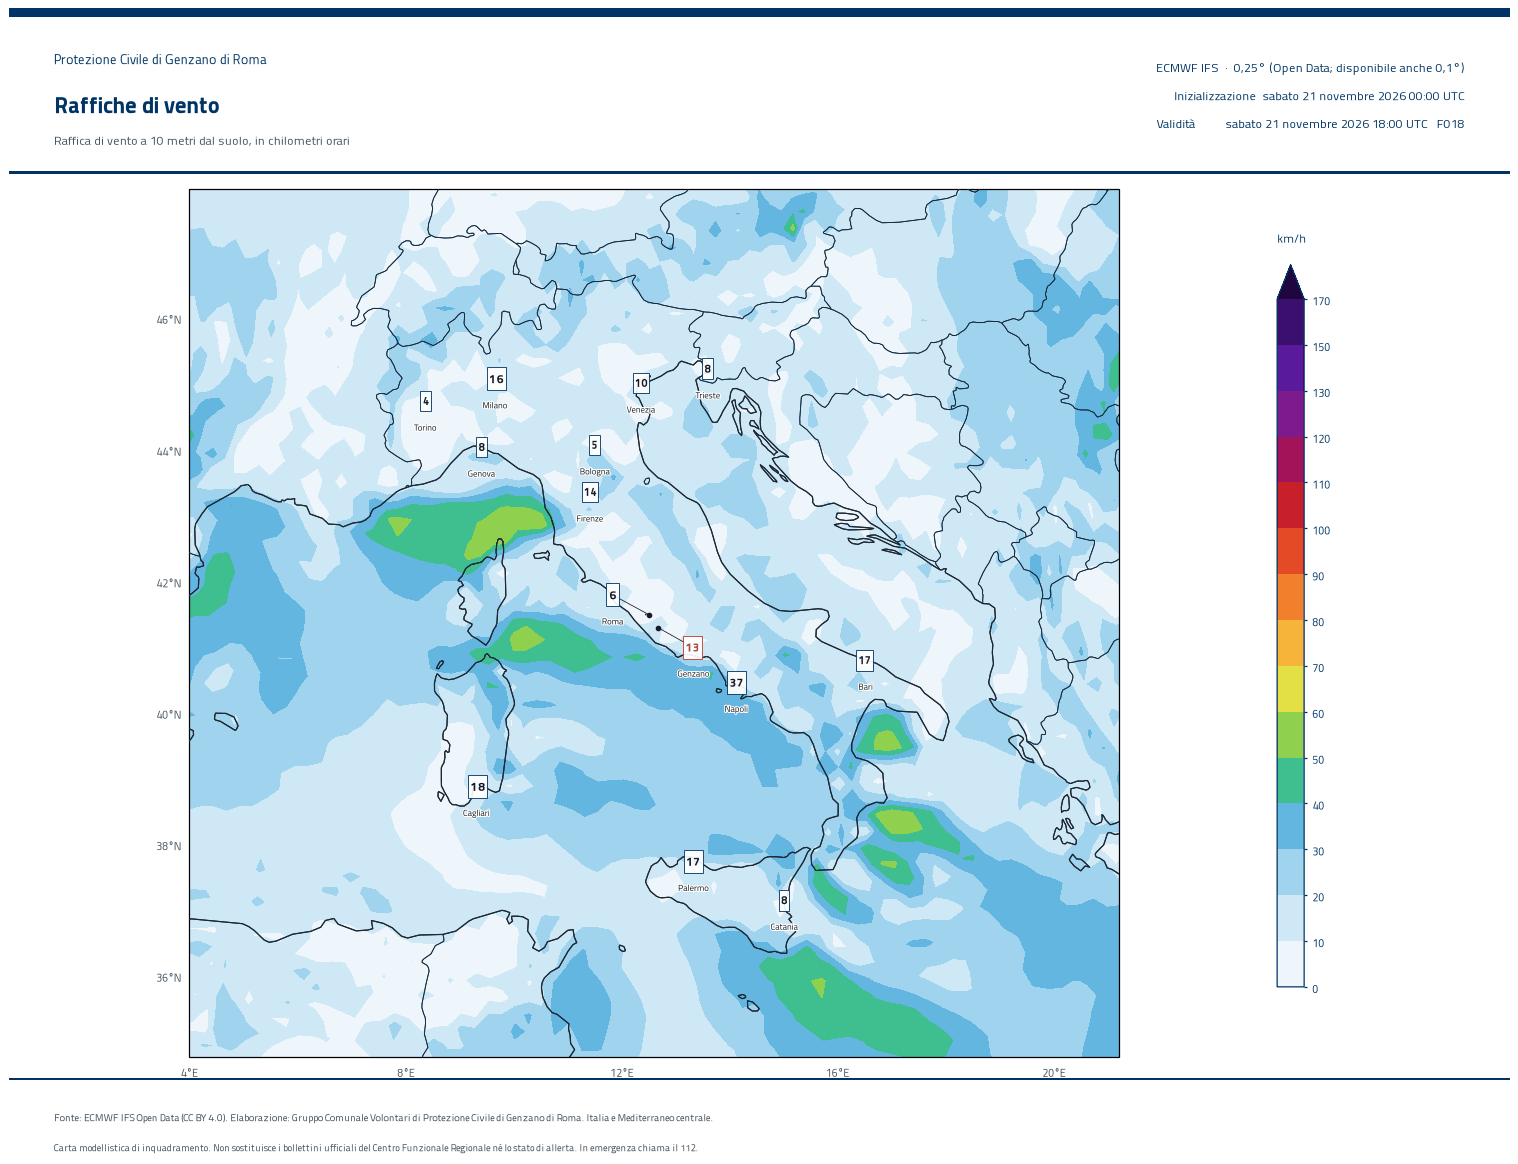 Protezione Civile di Genzano di Roma
Raffiche di vento
Raffica di vento a 10 metri dal suolo, in chilometri orari
ECMWF IFS · 0,25° (Open Data; disponibile anche 0,1°)
Inizializzazione sabato 21 novembre 2026 00:00 UTC
Validità sabato 21 novembre 2026 18:00 UTC F018
km/h
170
150
130
120
110
100
90
80
70
60
50
40
30
20
10
0
46°N
44°N
42°N
40°N
38°N
36°N
4°E
8°E
12°E
16°E
20°E
16
Milano
4
Torino
10
Venezia
8
Trieste
8
Genova
5
Bologna
14
Firenze
6
Roma
13
Genzano
37
Napoli
17
Bari
18
Cagliari
17
Palermo
8
Catania
Fonte: ECMWF IFS Open Data (CC BY 4.0). Elaborazione: Gruppo Comunale Volontari di Protezione Civile di Genzano di Roma. Italia e Mediterraneo centrale.
Carta modellistica di inquadramento. Non sostituisce i bollettini ufficiali del Centro Funzionale Regionale né lo stato di allerta. In emergenza chiama il 112.